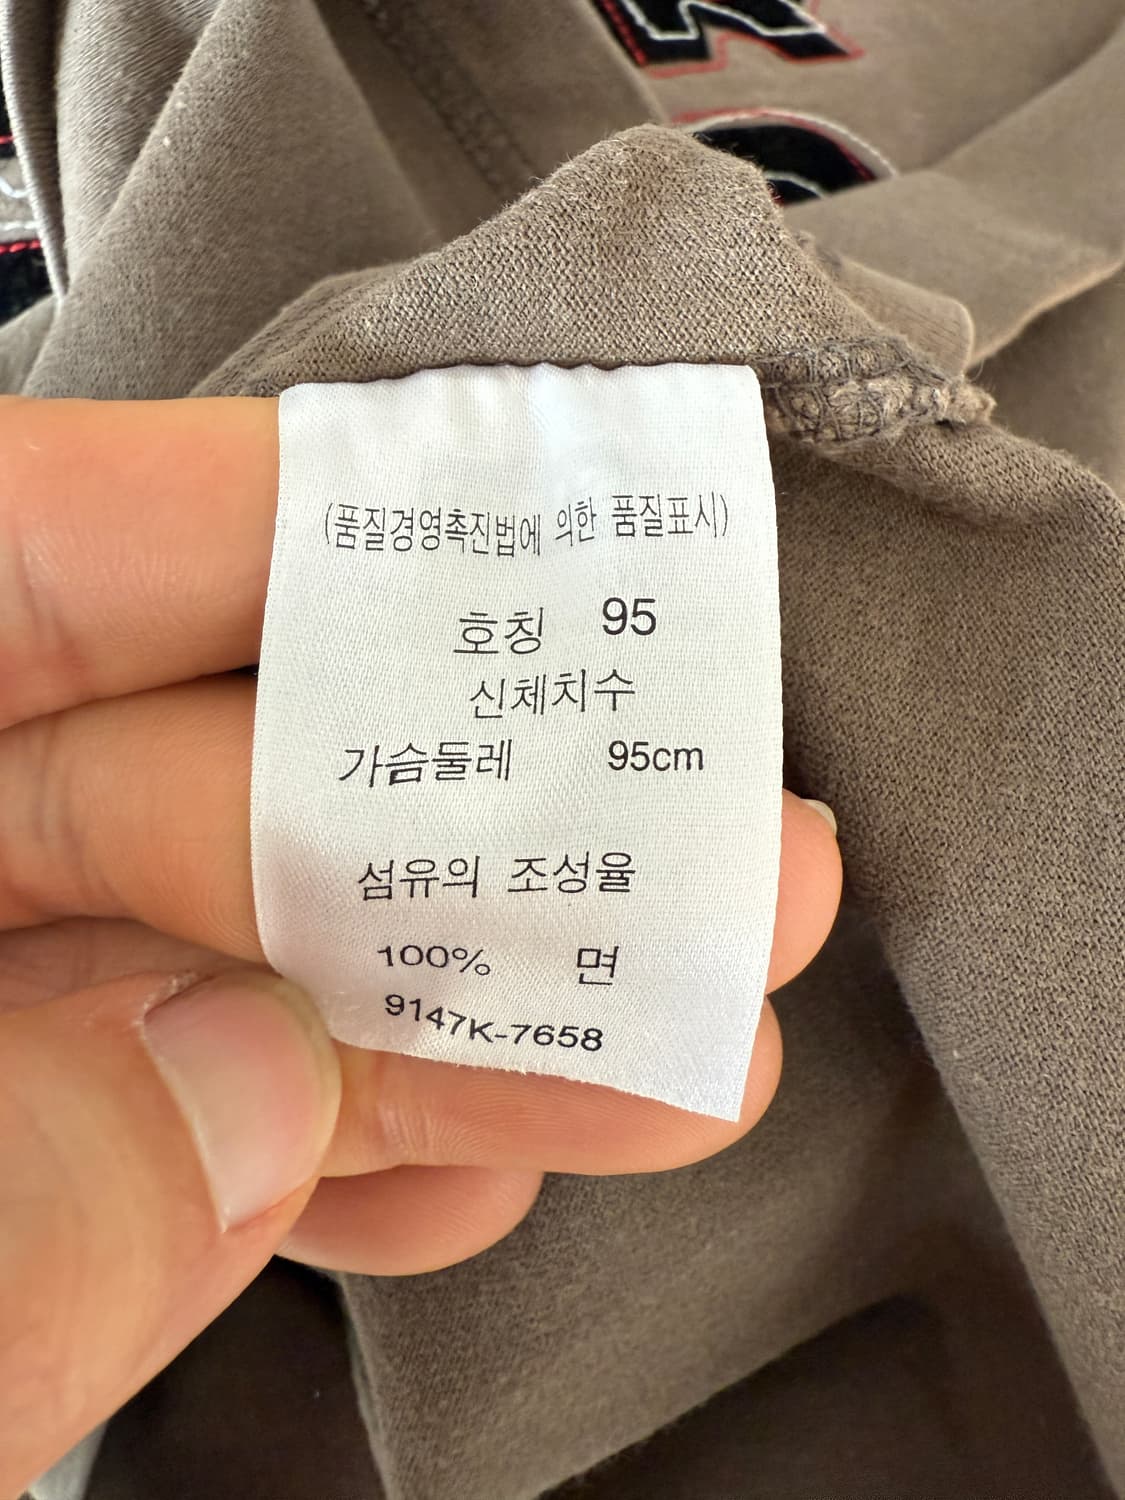 (품질경영촉진법에 의한 품질표시)
호칭 95
신체치수
가슴둘레 95cm
섬유의 조성율
100% 면
9147K-7658